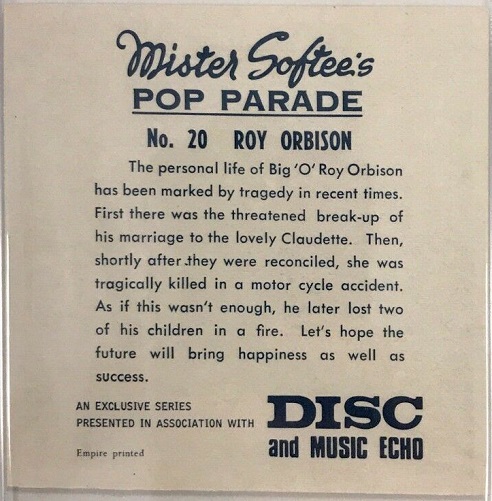 Mister Softee's
POP PARADE
No. 20 ROY ORBISON
The personal life of Big 'O' Roy Orbison
has been marked by tragedy in recent times.
First there was the threatened break-up of
his marriage to the lovely Claudette. Then,
shortly after they were reconciled, she was
tragically killed in a motor cycle accident.
As if this wasn't enough, he later lost two
of his children in a fire. Let's hope the
future will bring happiness as well as
success.
AN EXCLUSIVE SERIES
PRESENTED IN ASSOCIATION WITH
DISC
and MUSIC ECHO
Empire printed